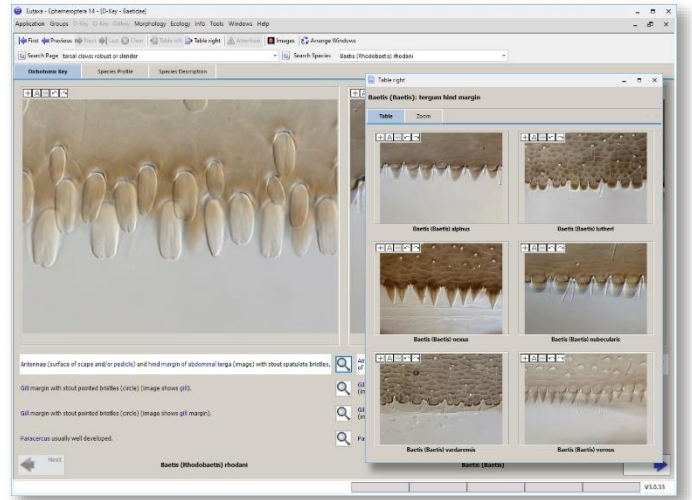 Eutaxa - Ephemeroptera 14 - [D-Key - Baetidae]
Application Groups D-Key D-Key Gallery Morphology Ecology Info Tools Windows Help
First Previous Next Last Clear Table left Table right Attention Images Arrange Windows
Search Page tarsal claws robust or slender Search Species Baetis (Rhodobaetis) rhodani
Dichotomic Key Species Profile Species Description
Table right
Baetis (Baetis): tergum hind margin
Table Zoom
Baetis (Baetis) alpinus Baetis (Baetis) lutheri
Baetis (Baetis) nexus Baetis (Baetis) nubecularis
Baetis (Baetis) vardarensis Baetis (Baetis) vernus
Antennae (surface of scape and/or pedicle) and hind margin of abdominal terga (image) with stout spatulate bristles.
Gill margin with stout pointed bristles (circle) (image shows gill).
Gill margin with stout pointed bristles (circle) (image shows gill margin).
Paracercus usually well developed.
Next
Baetis (Rhodobaetis) rhodani Baetis (Baetis)
V3.0.33